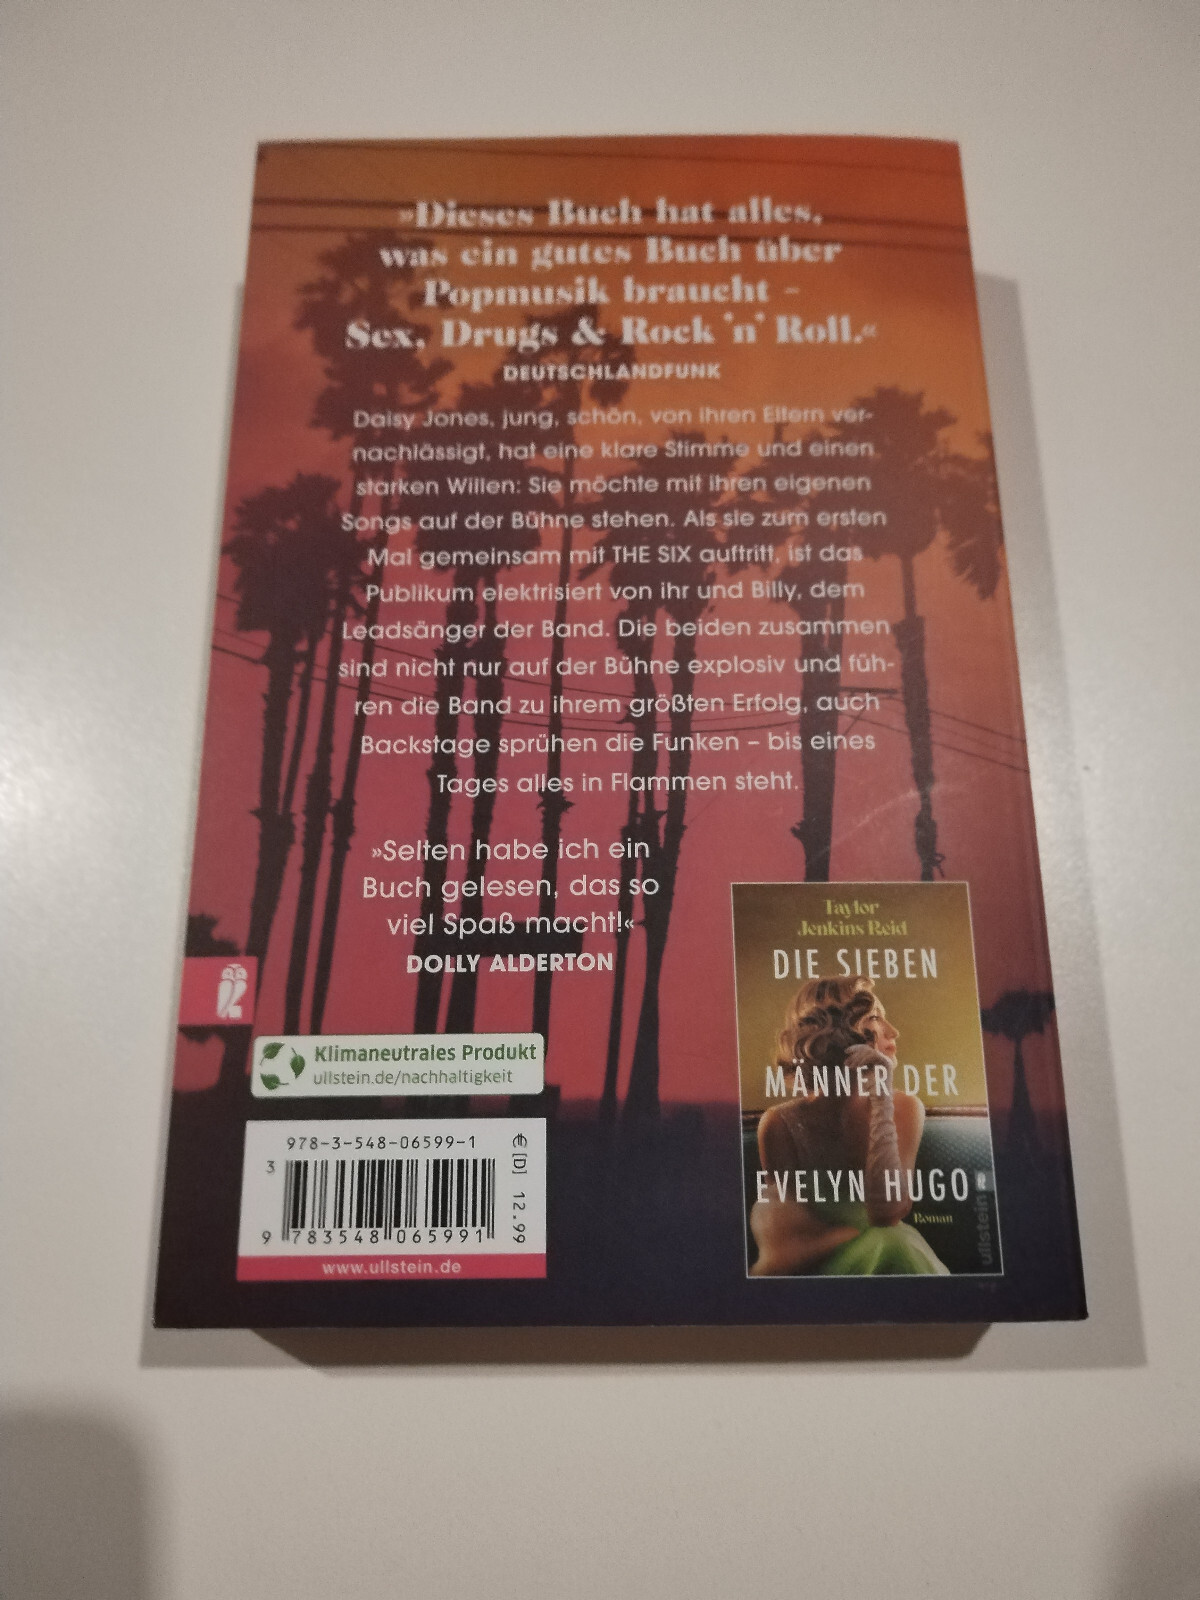 »Dieses Buch hat alles,
was ein gutes Buch über
Popmusik braucht –
Sex, Drugs & Rock 'n' Roll.«
DEUTSCHLANDFUNK
Daisy Jones, jung, schön, von ihren Eltern ver-
nachlässigt, hat eine klare Stimme und einen
starken Willen: Sie möchte mit ihren eigenen
Songs auf der Bühne stehen. Als sie zum ersten
Mal gemeinsam mit THE SIX auftritt, ist das
Publikum elektrisiert von ihr und Billy, dem
Leadsänger der Band. Die beiden zusammen
sind nicht nur auf der Bühne explosiv und füh-
ren die Band zu ihrem größten Erfolg, auch
Backstage sprühen die Funken – bis eines
Tages alles in Flammen steht.
»Selten habe ich ein
Buch gelesen, das so
viel Spaß macht!«
DOLLY ALDERTON
Klimaneutrales Produkt
ullstein.de/nachhaltigkeit
978-3-548-06599-1
€ [D] 12.99
3
9 783548 065991
www.ullstein.de
Taylor
Jenkins Reid
DIE SIEBEN
MÄNNER DER
EVELYN HUGO
Roman
ullstein